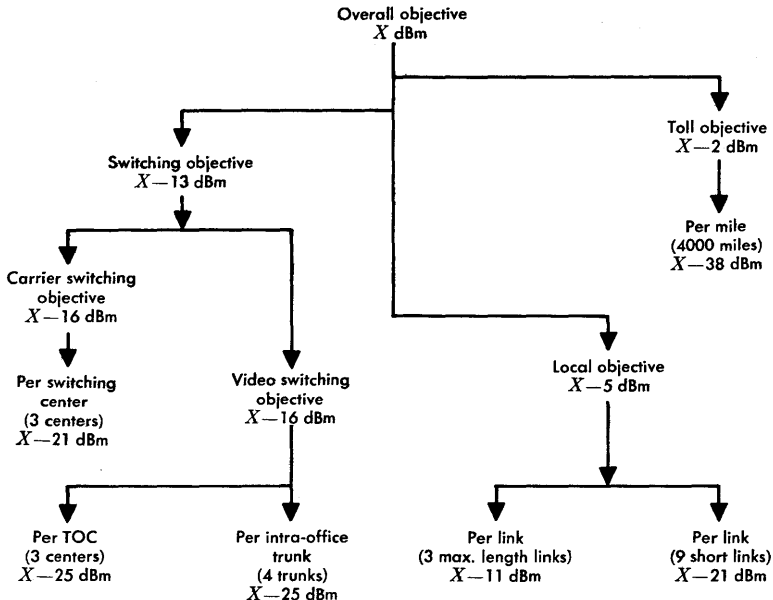 Overall objective
X dBm
Toll objective
X—2 dBm
Per mile
(4000 miles)
X—38 dBm
Switching objective
X—13 dBm
Carrier switching
objective
X—16 dBm
Per switching
center
(3 centers)
X—21 dBm
Video switching
objective
X—16 dBm
Local objective
X—5 dBm
Per TOC
(3 centers)
X—25 dBm
Per intra-office
trunk
(4 trunks)
X—25 dBm
Per link
(3 max. length links)
X—11 dBm
Per link
(9 short links)
X—21 dBm